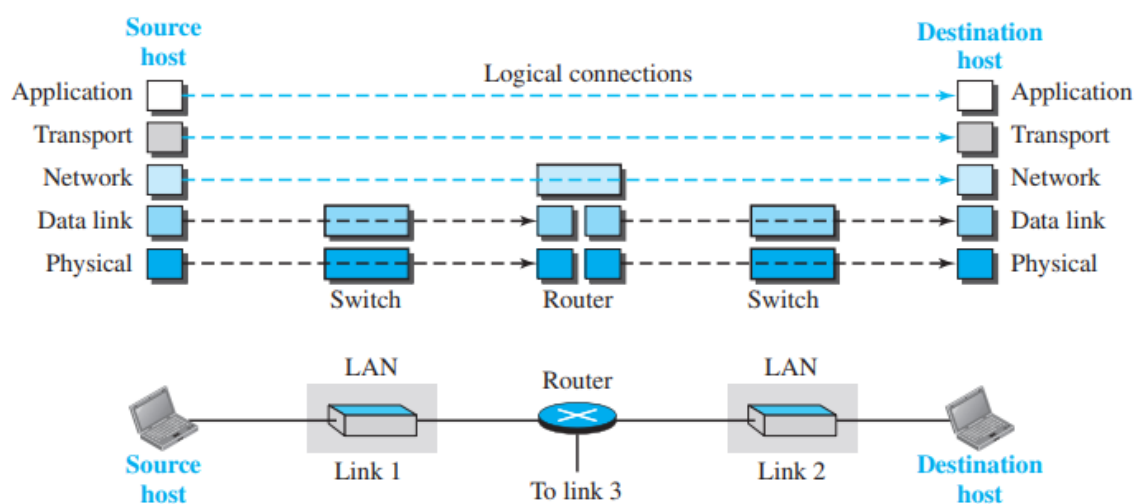 Source
host
Destination
host
Logical connections
Application
Application
Transport
Transport
Network
Network
Data link
Data link
Physical
Physical
Switch
Router
Switch
LAN
Router
LAN
Source
host
Link 1
To link 3
Link 2
Destination
host